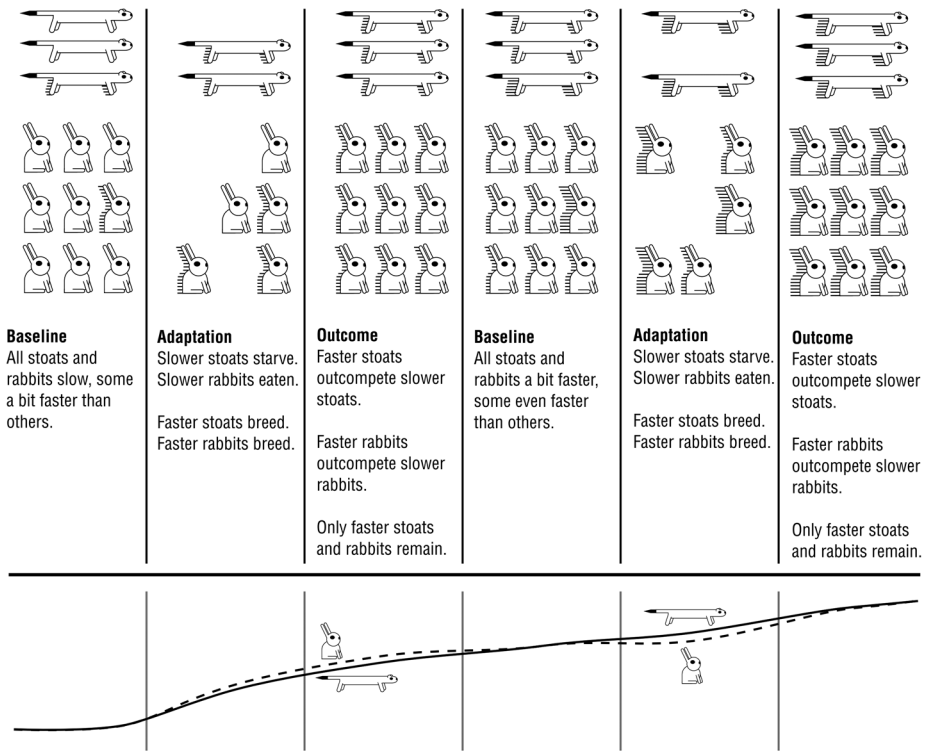 Baseline
All stoats and
rabbits slow, some
a bit faster than
others.
Adaptation
Slower stoats starve.
Slower rabbits eaten.
Faster stoats breed.
Faster rabbits breed.
Outcome
Faster stoats
outcompete slower
stoats.
Faster rabbits
outcompete slower
rabbits.
Only faster stoats
and rabbits remain.
Baseline
All stoats and
rabbits a bit faster,
some even faster
than others.
Adaptation
Slower stoats starve.
Slower rabbits eaten.
Faster stoats breed.
Faster rabbits breed.
Outcome
Faster stoats
outcompete slower
stoats.
Faster rabbits
outcompete slower
rabbits.
Only faster stoats
and rabbits remain.